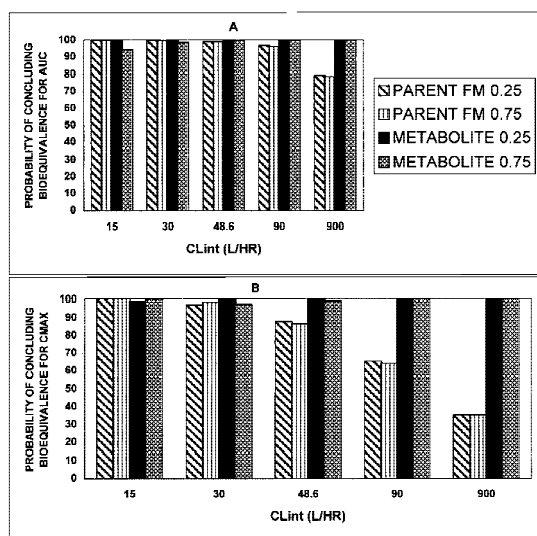 A
PROBABILITY OF CONCLUDING
BIOEQUIVALENCE FOR AUC
100
90
80
70
60
50
40
30
20
10
0
15 30 48.6 90 900
CLint (L/HR)
PARENT FM 0.25
PARENT FM 0.75
METABOLITE 0.25
METABOLITE 0.75
B
PROBABILITY OF CONCLUDING
BIOEQUIVALENCE FOR CMAX
100
90
80
70
60
50
40
30
20
10
0
15 30 48.6 90 900
CLint (L/HR)